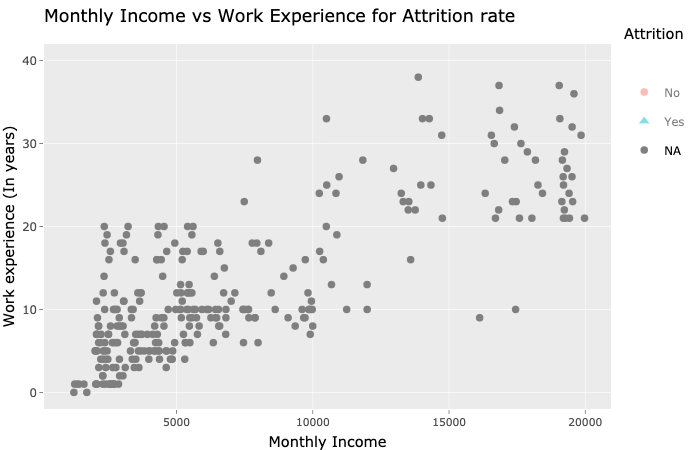 Monthly Income vs Work Experience for Attrition rate
Attrition
No
Yes
NA
Work experience (In years)
40
30
20
10
0
5000
10000
15000
20000
Monthly Income